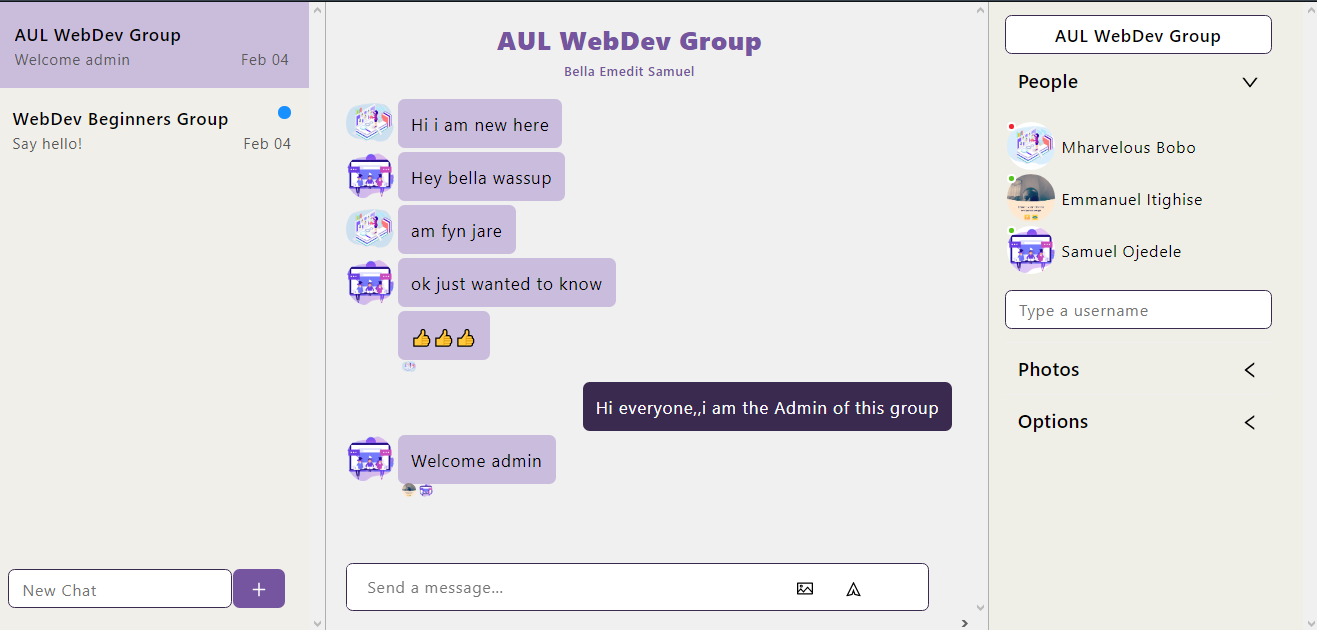 AUL WebDev Group
Welcome admin Feb 04
WebDev Beginners Group
Say hello! Feb 04
New Chat +
AUL WebDev Group
Bella Emedit Samuel
Hi i am new here
Hey bella wassup
am fyn jare
ok just wanted to know
👍👍👍
Hi everyone,,i am the Admin of this group
Welcome admin
Send a message...
AUL WebDev Group
People
Mharvelous Bobo
Emmanuel Itighise
Samuel Ojedele
Type a username
Photos
Options